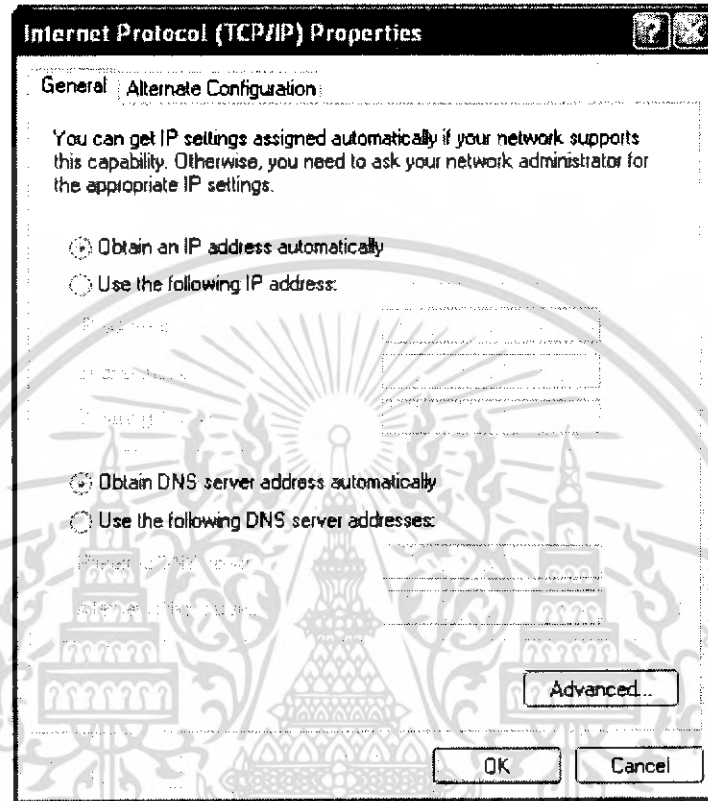 Internet Protocol (TCP/IP) Properties
General
Alternate Configuration
You can get IP settings assigned automatically if your network supports
this capability. Otherwise, you need to ask your network administrator for
the appropriate IP settings.
Obtain an IP address automatically
Use the following IP address:
Obtain DNS server address automatically
Use the following DNS server addresses:
Advanced...
OK
Cancel